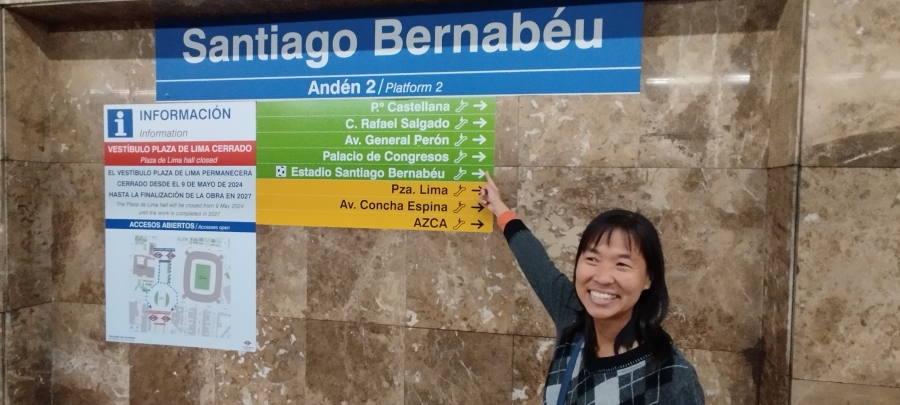 Santiago Bernabéu
Andén 2 / Platform 2
INFORMACIÓN
Information
VESTÍBULO PLAZA DE LIMA CERRADO
Plaza de Lima hall closed
EL VESTÍBULO PLAZA DE LIMA PERMANECERA
CERRADO DESDE EL 9 DE MAYO DE 2024
HASTA LA FINALIZACIÓN DE LA OBRA EN 2027
The Plaza de Lima hall will be closed from 9 May 2024
until the work is completed in 2027
ACCESOS ABIERTOS / Accesses open
P.º Castellana
C. Rafael Salgado
Av. General Perón
Palacio de Congresos
Estadio Santiago Bernabéu
Pza. Lima
Av. Concha Espina
AZCA